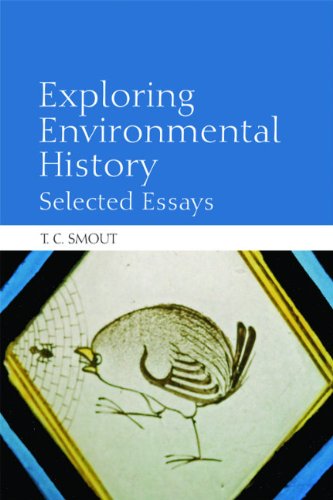 Exploring
Environmental
History
Selected Essays
T. C. SMOUT